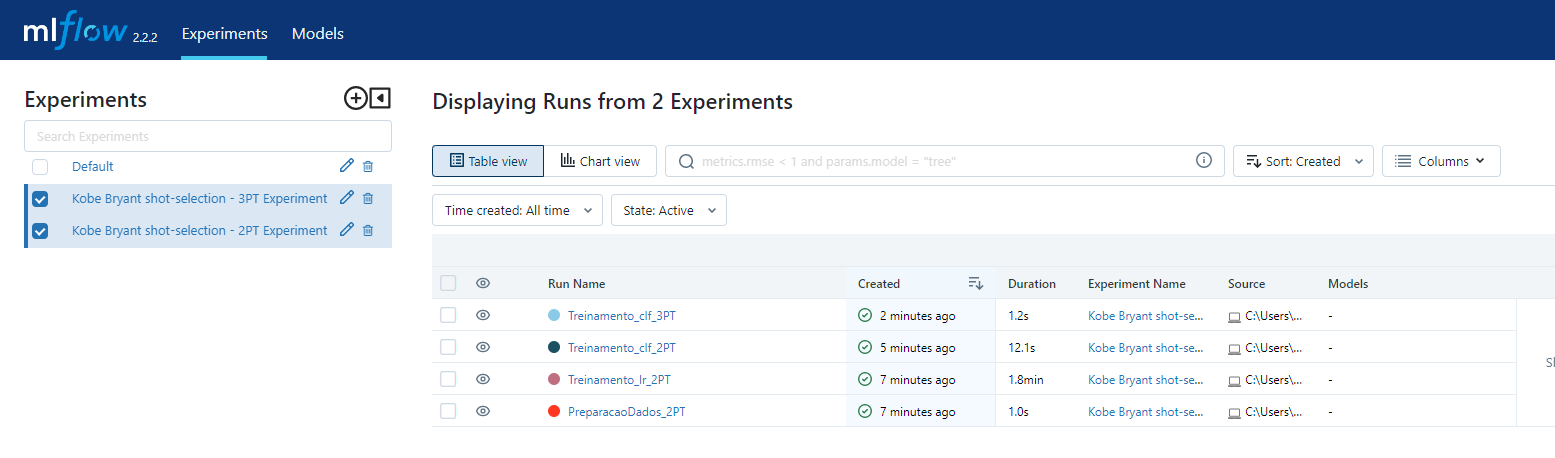 mlflow 2.2.2 Experiments Models
Experiments
Search Experiments
Default
Kobe Bryant shot-selection - 3PT Experiment
Kobe Bryant shot-selection - 2PT Experiment
Displaying Runs from 2 Experiments
Table view Chart view metrics.rmse < 1 and params.model = "tree" Sort: Created Columns
Time created: All time State: Active
Run Name Created Duration Experiment Name Source Models
Treinamento_clf_3PT 2 minutes ago 1.2s Kobe Bryant shot-se... C:\Users\... -
Treinamento_clf_2PT 5 minutes ago 12.1s Kobe Bryant shot-se... C:\Users\... -
Treinamento_lr_2PT 7 minutes ago 1.8min Kobe Bryant shot-se... C:\Users\... -
PreparacaoDados_2PT 7 minutes ago 1.0s Kobe Bryant shot-se... C:\Users\... -